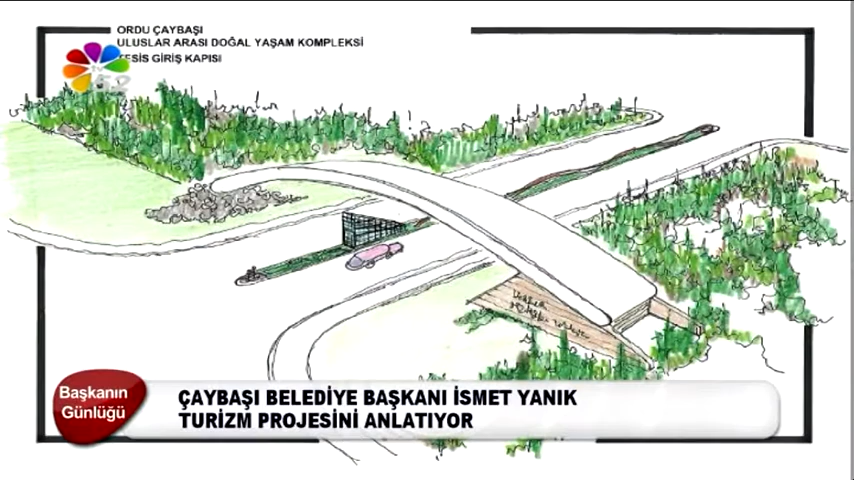 ORDU ÇAYBAŞI
ULUSLAR ARASI DOĞAL YAŞAM KOMPLEKSİ
TESİS GİRİŞ KAPISI
Başkanın
Günlüğü
ÇAYBAŞI BELEDİYE BAŞKANI İSMET YANIK
TURİZM PROJESİNİ ANLATIYOR